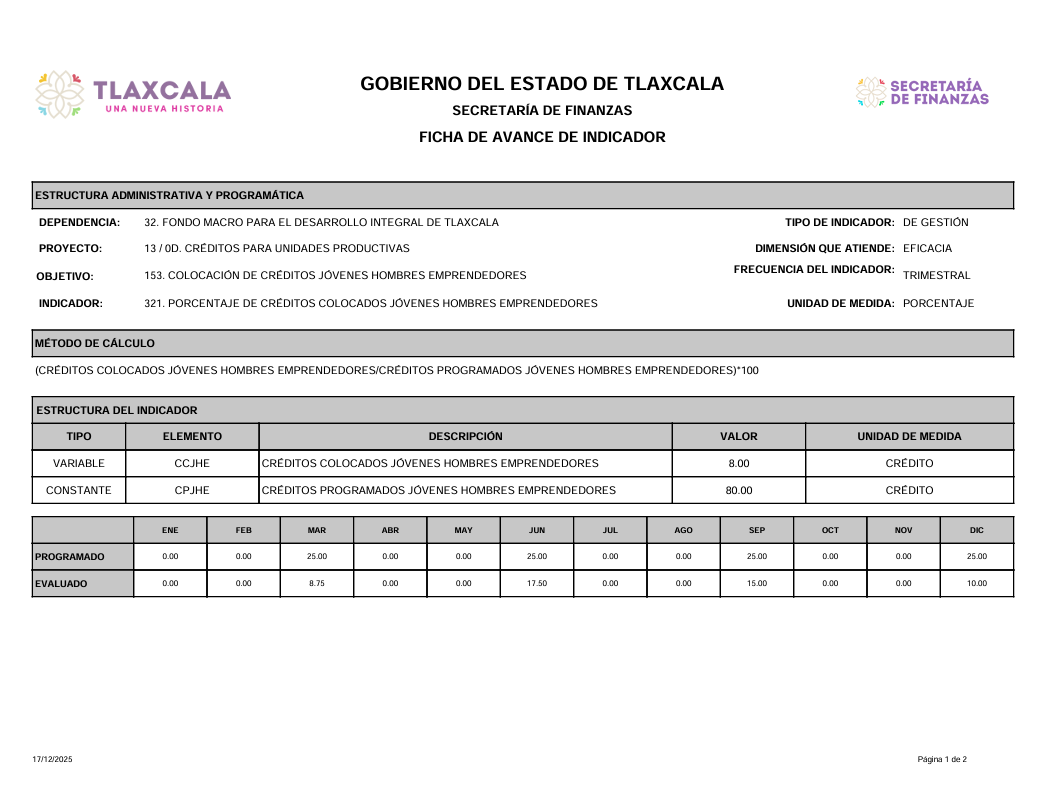 TLAXCALA
UNA NUEVA HISTORIA
GOBIERNO DEL ESTADO DE TLAXCALA
SECRETARÍA DE FINANZAS
FICHA DE AVANCE DE INDICADOR
SECRETARÍA
DE FINANZAS
ESTRUCTURA ADMINISTRATIVA Y PROGRAMÁTICA
DEPENDENCIA: 32. FONDO MACRO PARA EL DESARROLLO INTEGRAL DE TLAXCALA TIPO DE INDICADOR: DE GESTIÓN
PROYECTO: 13 / 0D. CRÉDITOS PARA UNIDADES PRODUCTIVAS DIMENSIÓN QUE ATIENDE: EFICACIA
OBJETIVO: 153. COLOCACIÓN DE CRÉDITOS JÓVENES HOMBRES EMPRENDEDORES FRECUENCIA DEL INDICADOR: TRIMESTRAL
INDICADOR: 321. PORCENTAJE DE CRÉDITOS COLOCADOS JÓVENES HOMBRES EMPRENDEDORES UNIDAD DE MEDIDA: PORCENTAJE
MÉTODO DE CÁLCULO
(CRÉDITOS COLOCADOS JÓVENES HOMBRES EMPRENDEDORES/CRÉDITOS PROGRAMADOS JÓVENES HOMBRES EMPRENDEDORES)*100
ESTRUCTURA DEL INDICADOR
TIPO ELEMENTO DESCRIPCIÓN VALOR UNIDAD DE MEDIDA
VARIABLE CCJHE CRÉDITOS COLOCADOS JÓVENES HOMBRES EMPRENDEDORES 8.00 CRÉDITO
CONSTANTE CPJHE CRÉDITOS PROGRAMADOS JÓVENES HOMBRES EMPRENDEDORES 80.00 CRÉDITO
ENE FEB MAR ABR MAY JUN JUL AGO SEP OCT NOV DIC
PROGRAMADO 0.00 0.00 25.00 0.00 0.00 25.00 0.00 0.00 25.00 0.00 0.00 25.00
EVALUADO 0.00 0.00 8.75 0.00 0.00 17.50 0.00 0.00 15.00 0.00 0.00 10.00
17/12/2025 Página 1 de 2